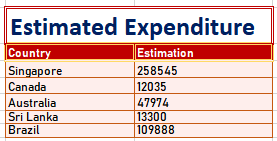 Estimated Expenditure
Country Estimation
Singapore 258545
Canada 12035
Australia 47974
Sri Lanka 13300
Brazil 109888